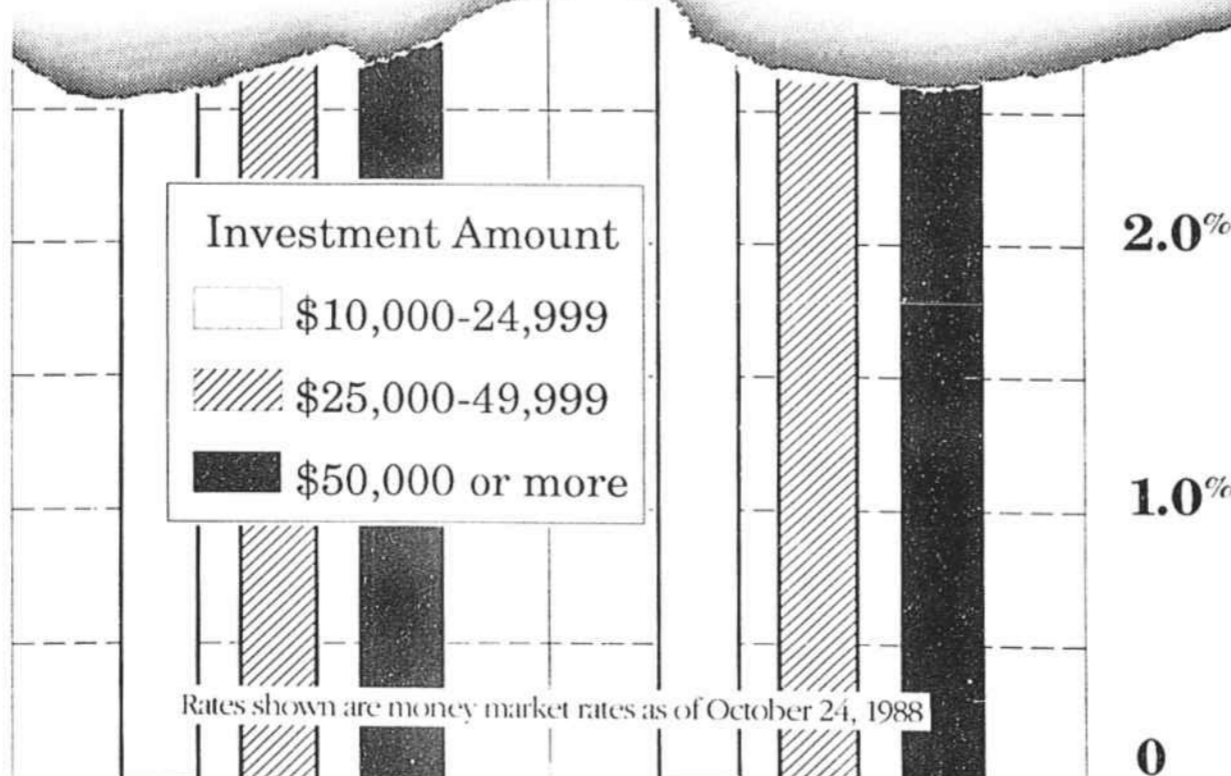 2.0%
Investment Amount
$10,000-24,999
$25,000-49,999
$50,000 or more
1.0%
Rates shown are money market rates as of October 24, 1988
0